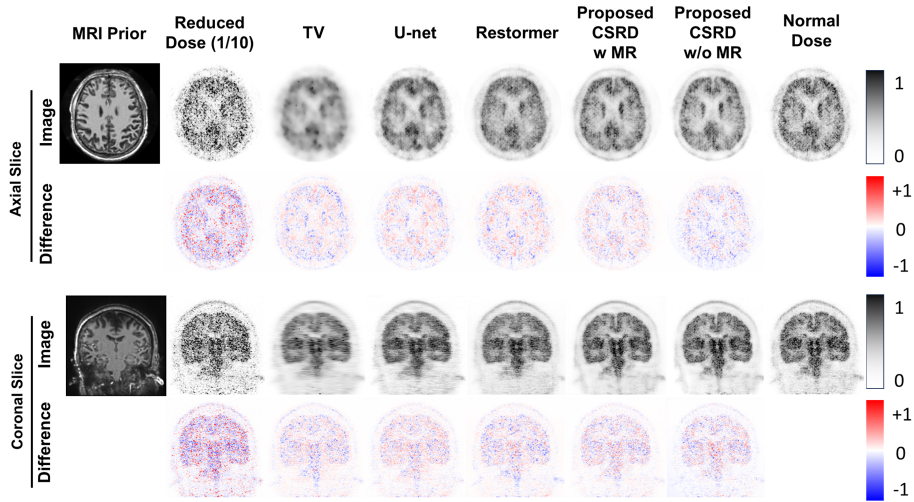 MRI Prior
Reduced
Dose (1/10)
TV
U-net
Restormer
Proposed
CSRD
w MR
Proposed
CSRD
w/o MR
Normal
Dose
Axial Slice
Image
1
0
Difference
+1
0
-1
Coronal Slice
Image
1
0
Difference
+1
0
-1